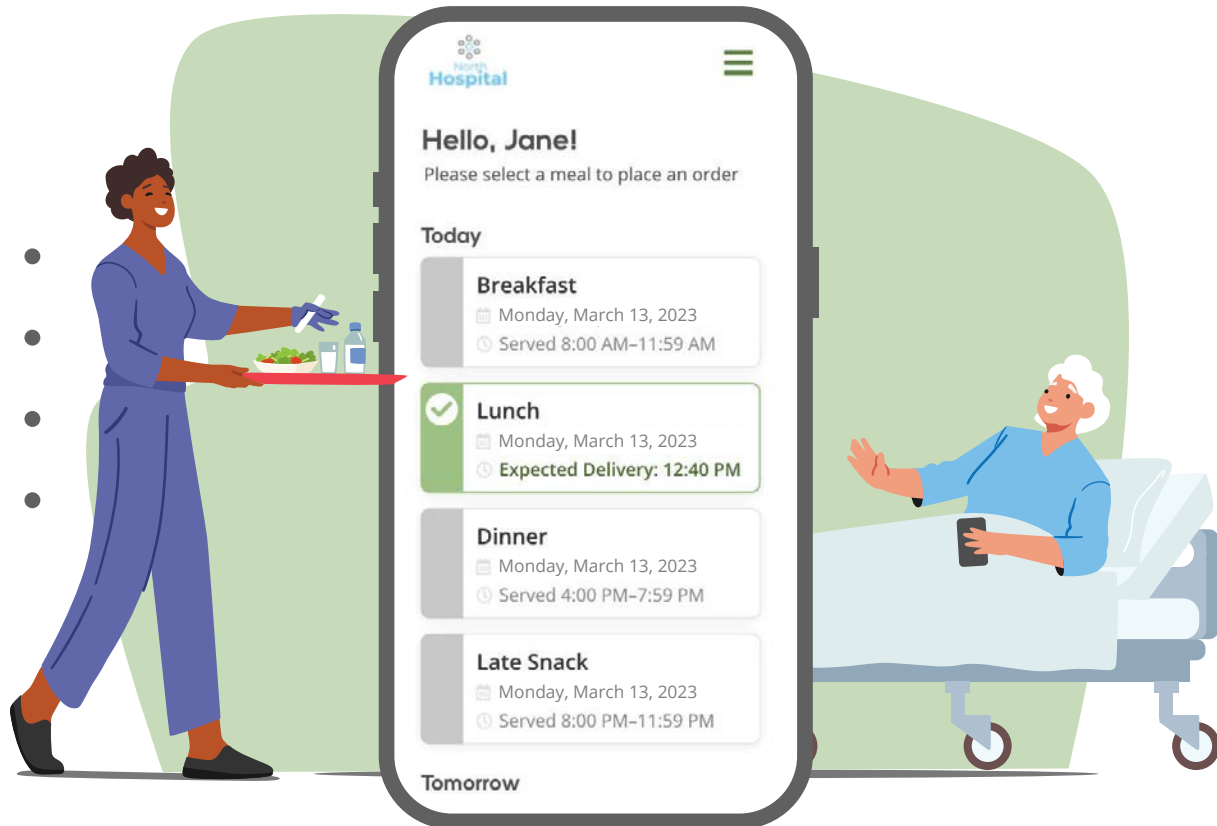 North
Hospital
Hello, Jane!
Please select a meal to place an order
Today
Breakfast
Monday, March 13, 2023
Served 8:00 AM–11:59 AM
Lunch
Monday, March 13, 2023
Expected Delivery: 12:40 PM
Dinner
Monday, March 13, 2023
Served 4:00 PM–7:59 PM
Late Snack
Monday, March 13, 2023
Served 8:00 PM–11:59 PM
Tomorrow